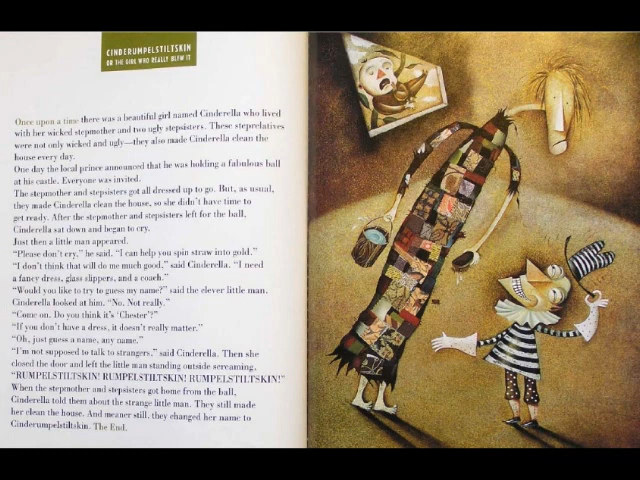 CINDERUMPELSTILTSKIN
OR THE GIRL WHO REALLY BLEW IT
Once upon a time there was a beautiful girl named Cinderella who lived
with her wicked stepmother and two ugly stepsisters. These steprelatives
were not only wicked and ugly—they also made Cinderella clean the
house every day.
One day the local prince announced that he was holding a fabulous ball
at his castle. Everyone was invited.
The stepmother and stepsisters got all dressed up to go. But, as usual,
they made Cinderella clean the house, so she didn't have time to
get ready. After the stepmother and stepsisters left for the ball,
Cinderella sat down and began to cry.
Just then a little man appeared.
"Please don't cry," he said. "I can help you spin straw into gold."
"I don't think that will do me much good," said Cinderella. "I need
a fancy dress, glass slippers, and a coach."
"Would you like to try to guess my name?" said the clever little man.
Cinderella looked at him. "No. Not really."
"Come on. Do you think it's 'Chester'?"
"If you don't have a dress, it doesn't really matter."
"Oh, just guess a name, any name."
"I'm not supposed to talk to strangers," said Cinderella. Then she
closed the door and left the little man standing outside screaming,
"RUMPELSTILTSKIN! RUMPELSTILTSKIN! RUMPELSTILTSKIN!"
When the stepmother and stepsisters got home from the ball,
Cinderella told them about the strange little man. They still made
her clean the house. And meaner still, they changed her name to
Cinderumpelstiltskin. The End.